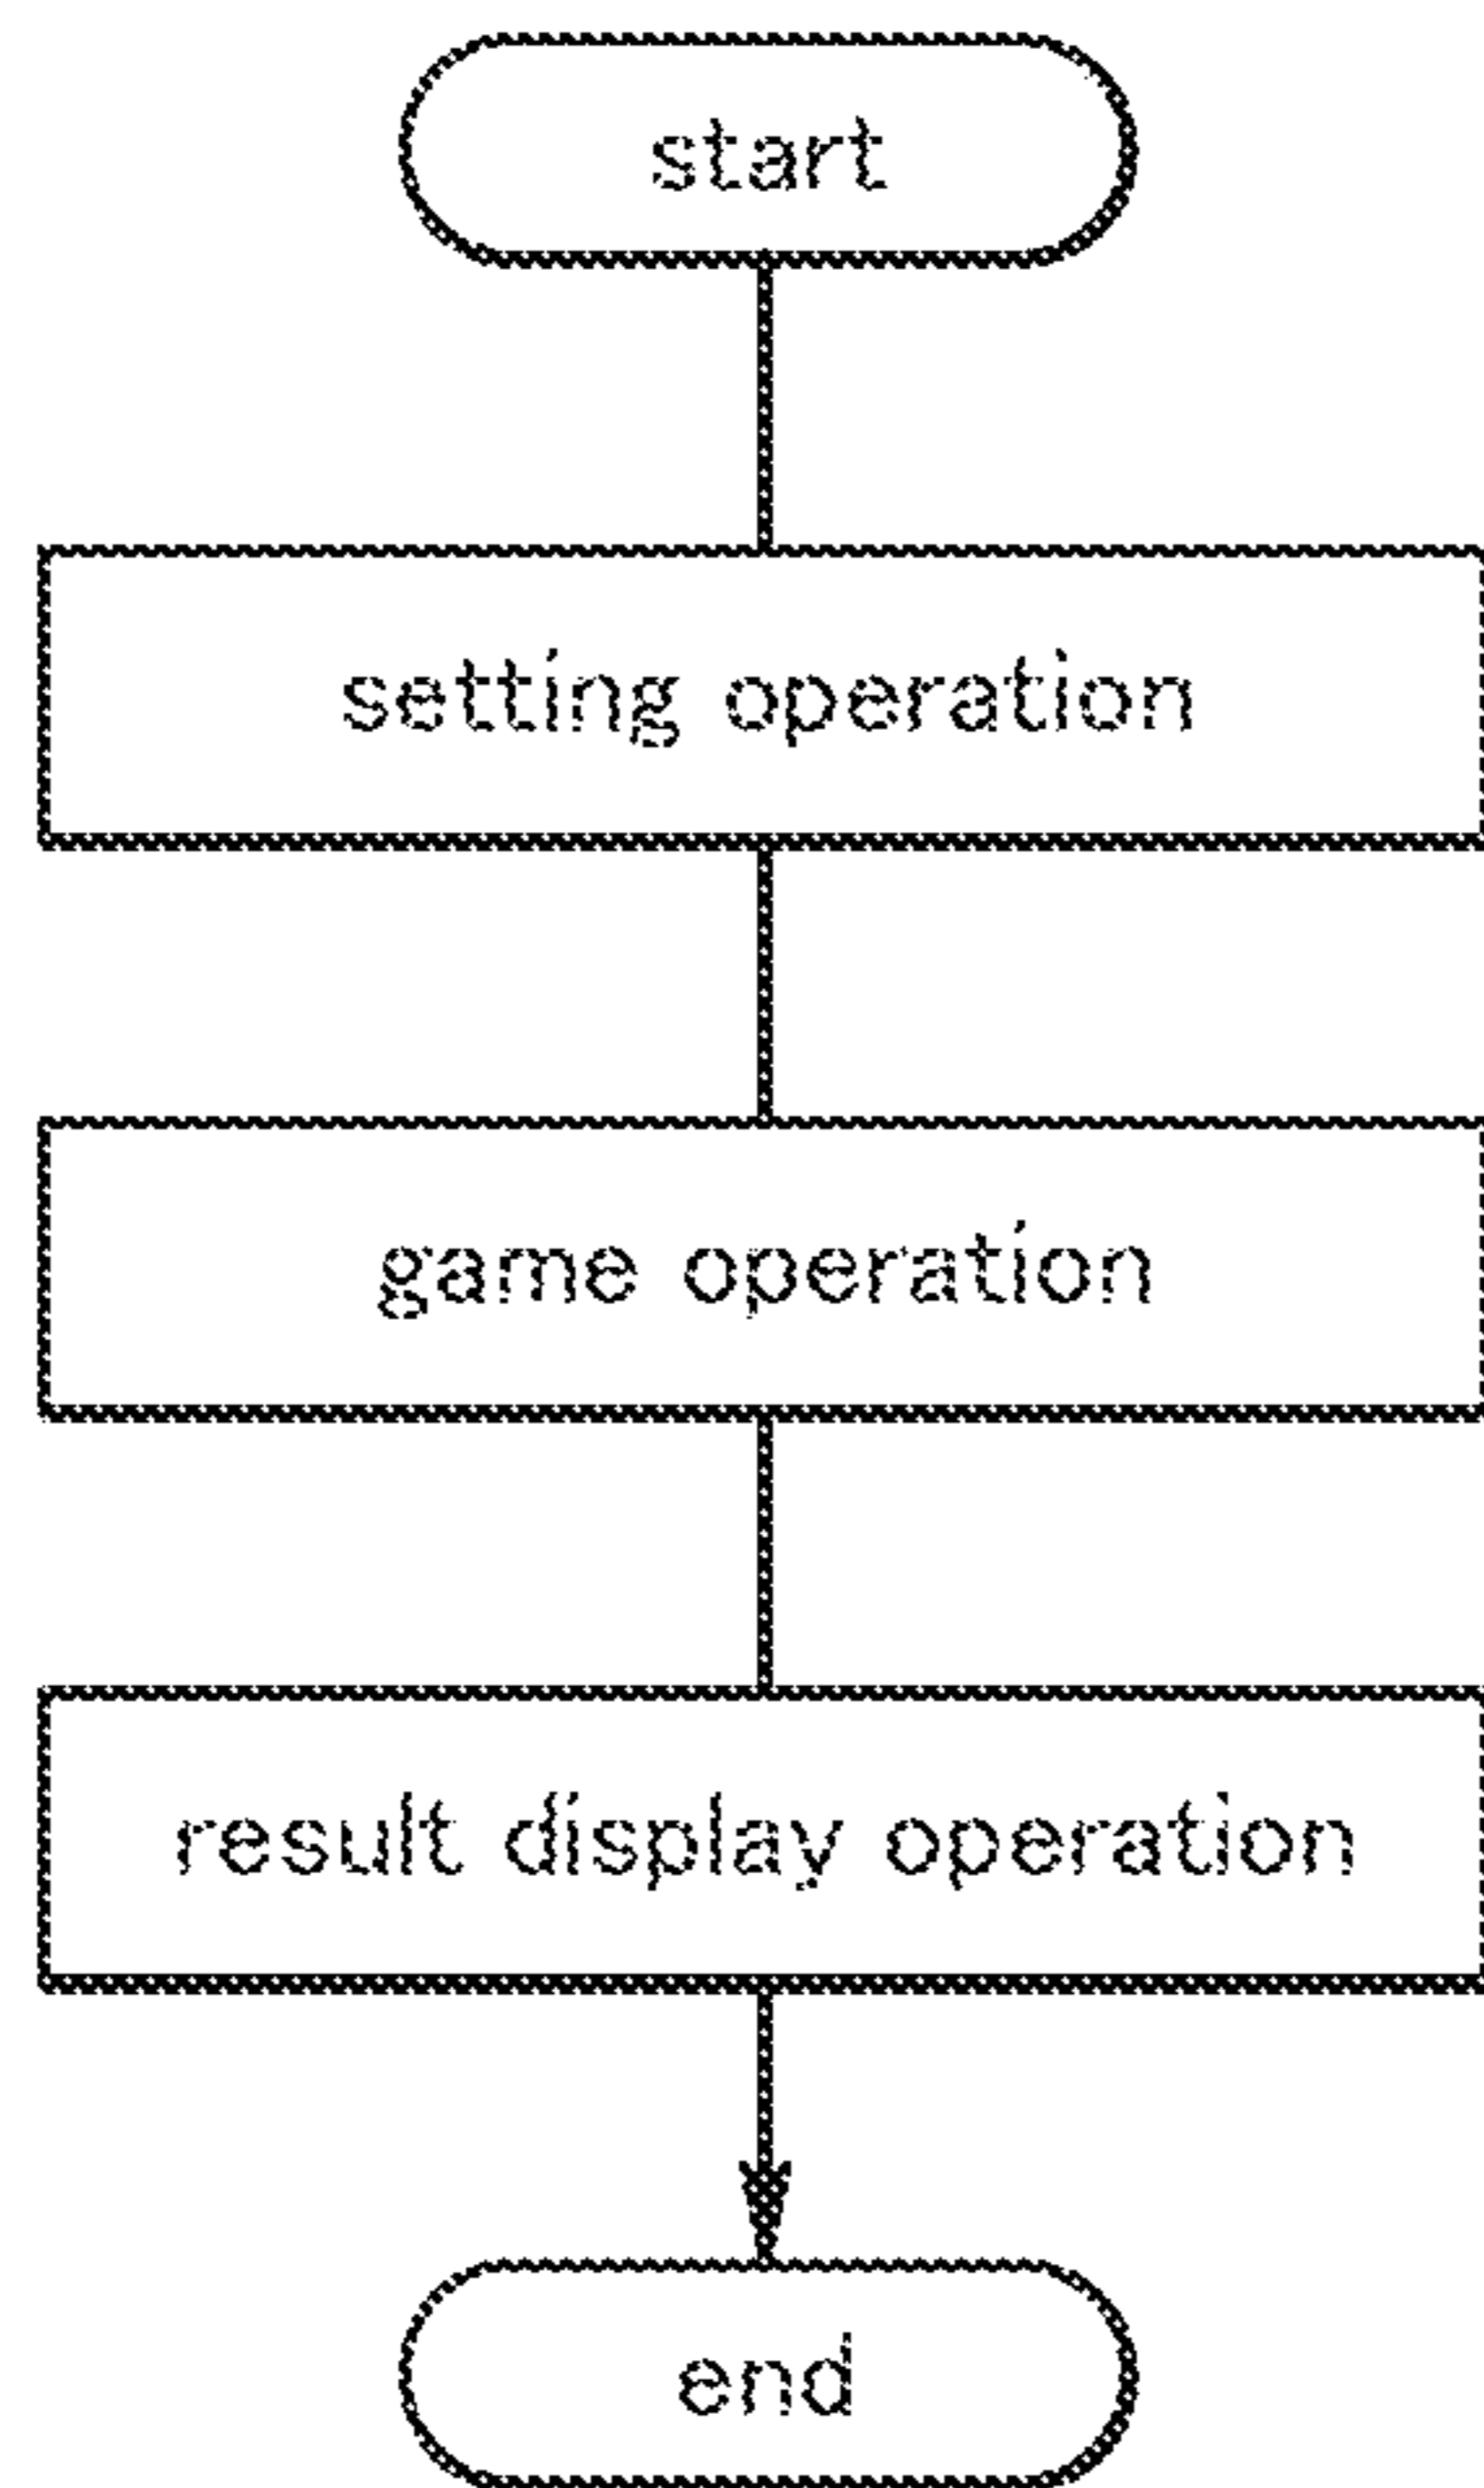 start
setting operation
game operation
result display operation
end